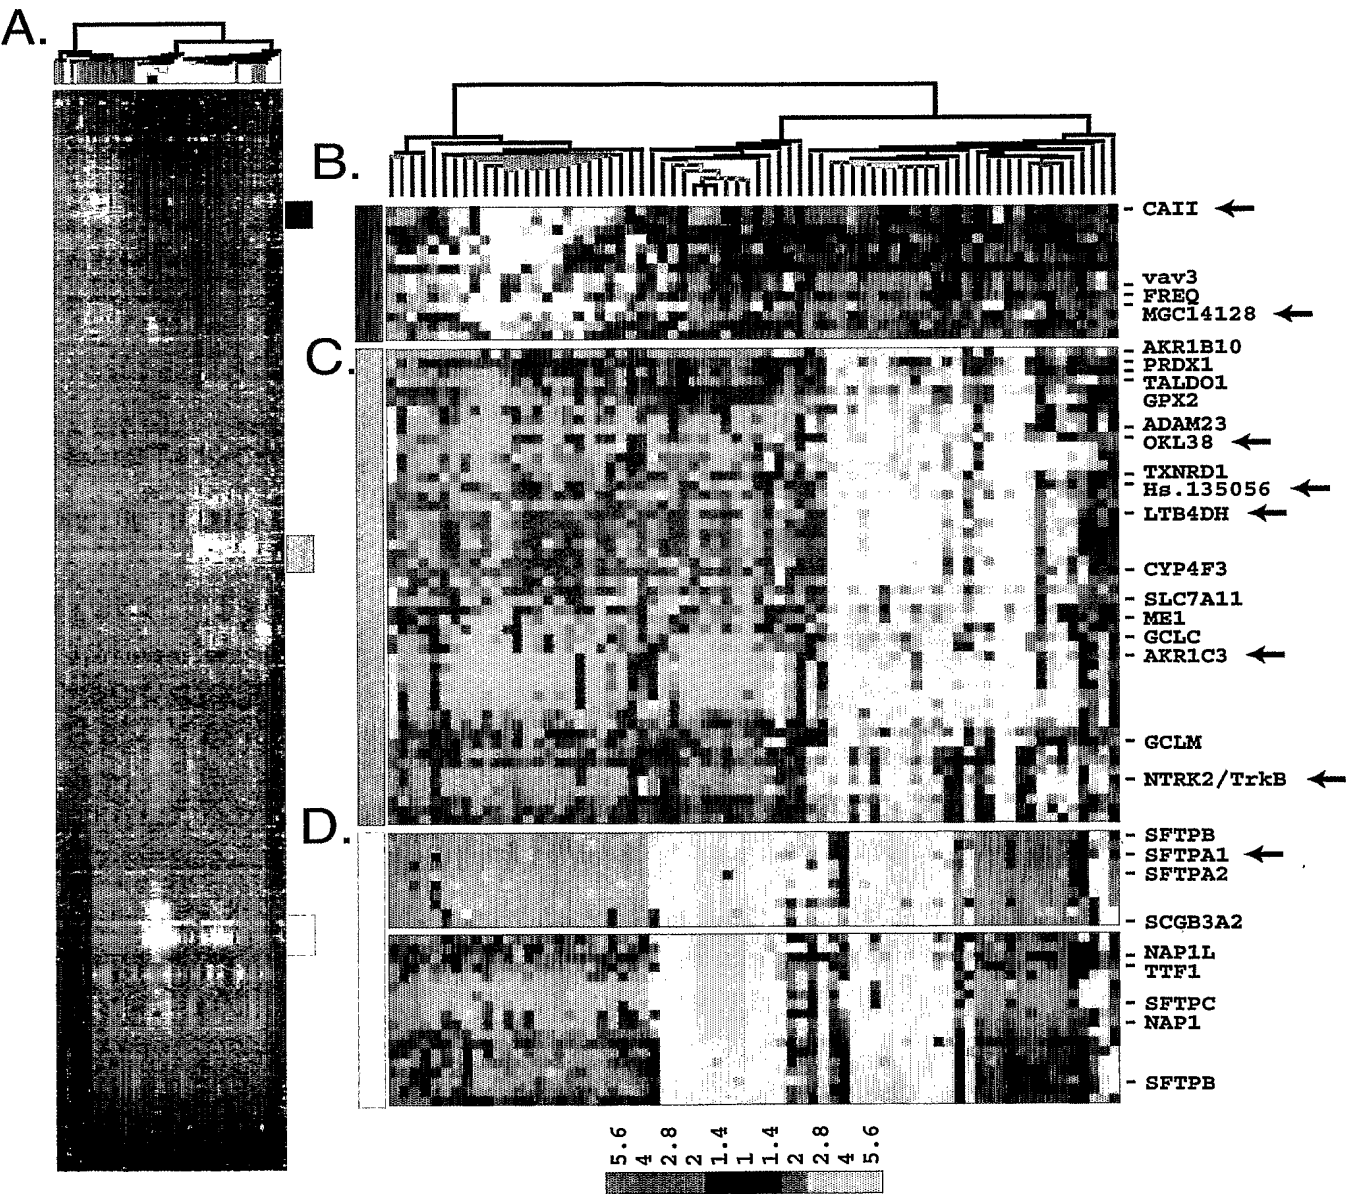 A.
B.
CAII
vav3
FREQ
MGC14128
C.
AKR1B10
PRDX1
TALDO1
GPX2
ADAM23
OKL38
TXNRD1
Hs.135056
LTB4DH
CYP4F3
SLC7A11
ME1
GCLC
AKR1C3
GCLM
NTRK2/TrkB
D.
SFTPB
SFTPA1
SFTPA2
SCGB3A2
NAP1L
TTF1
SFTPC
NAP1
SFTPB
5.6 4 2.8 2 1.4 1 1.4 2 2.8 4 5.6